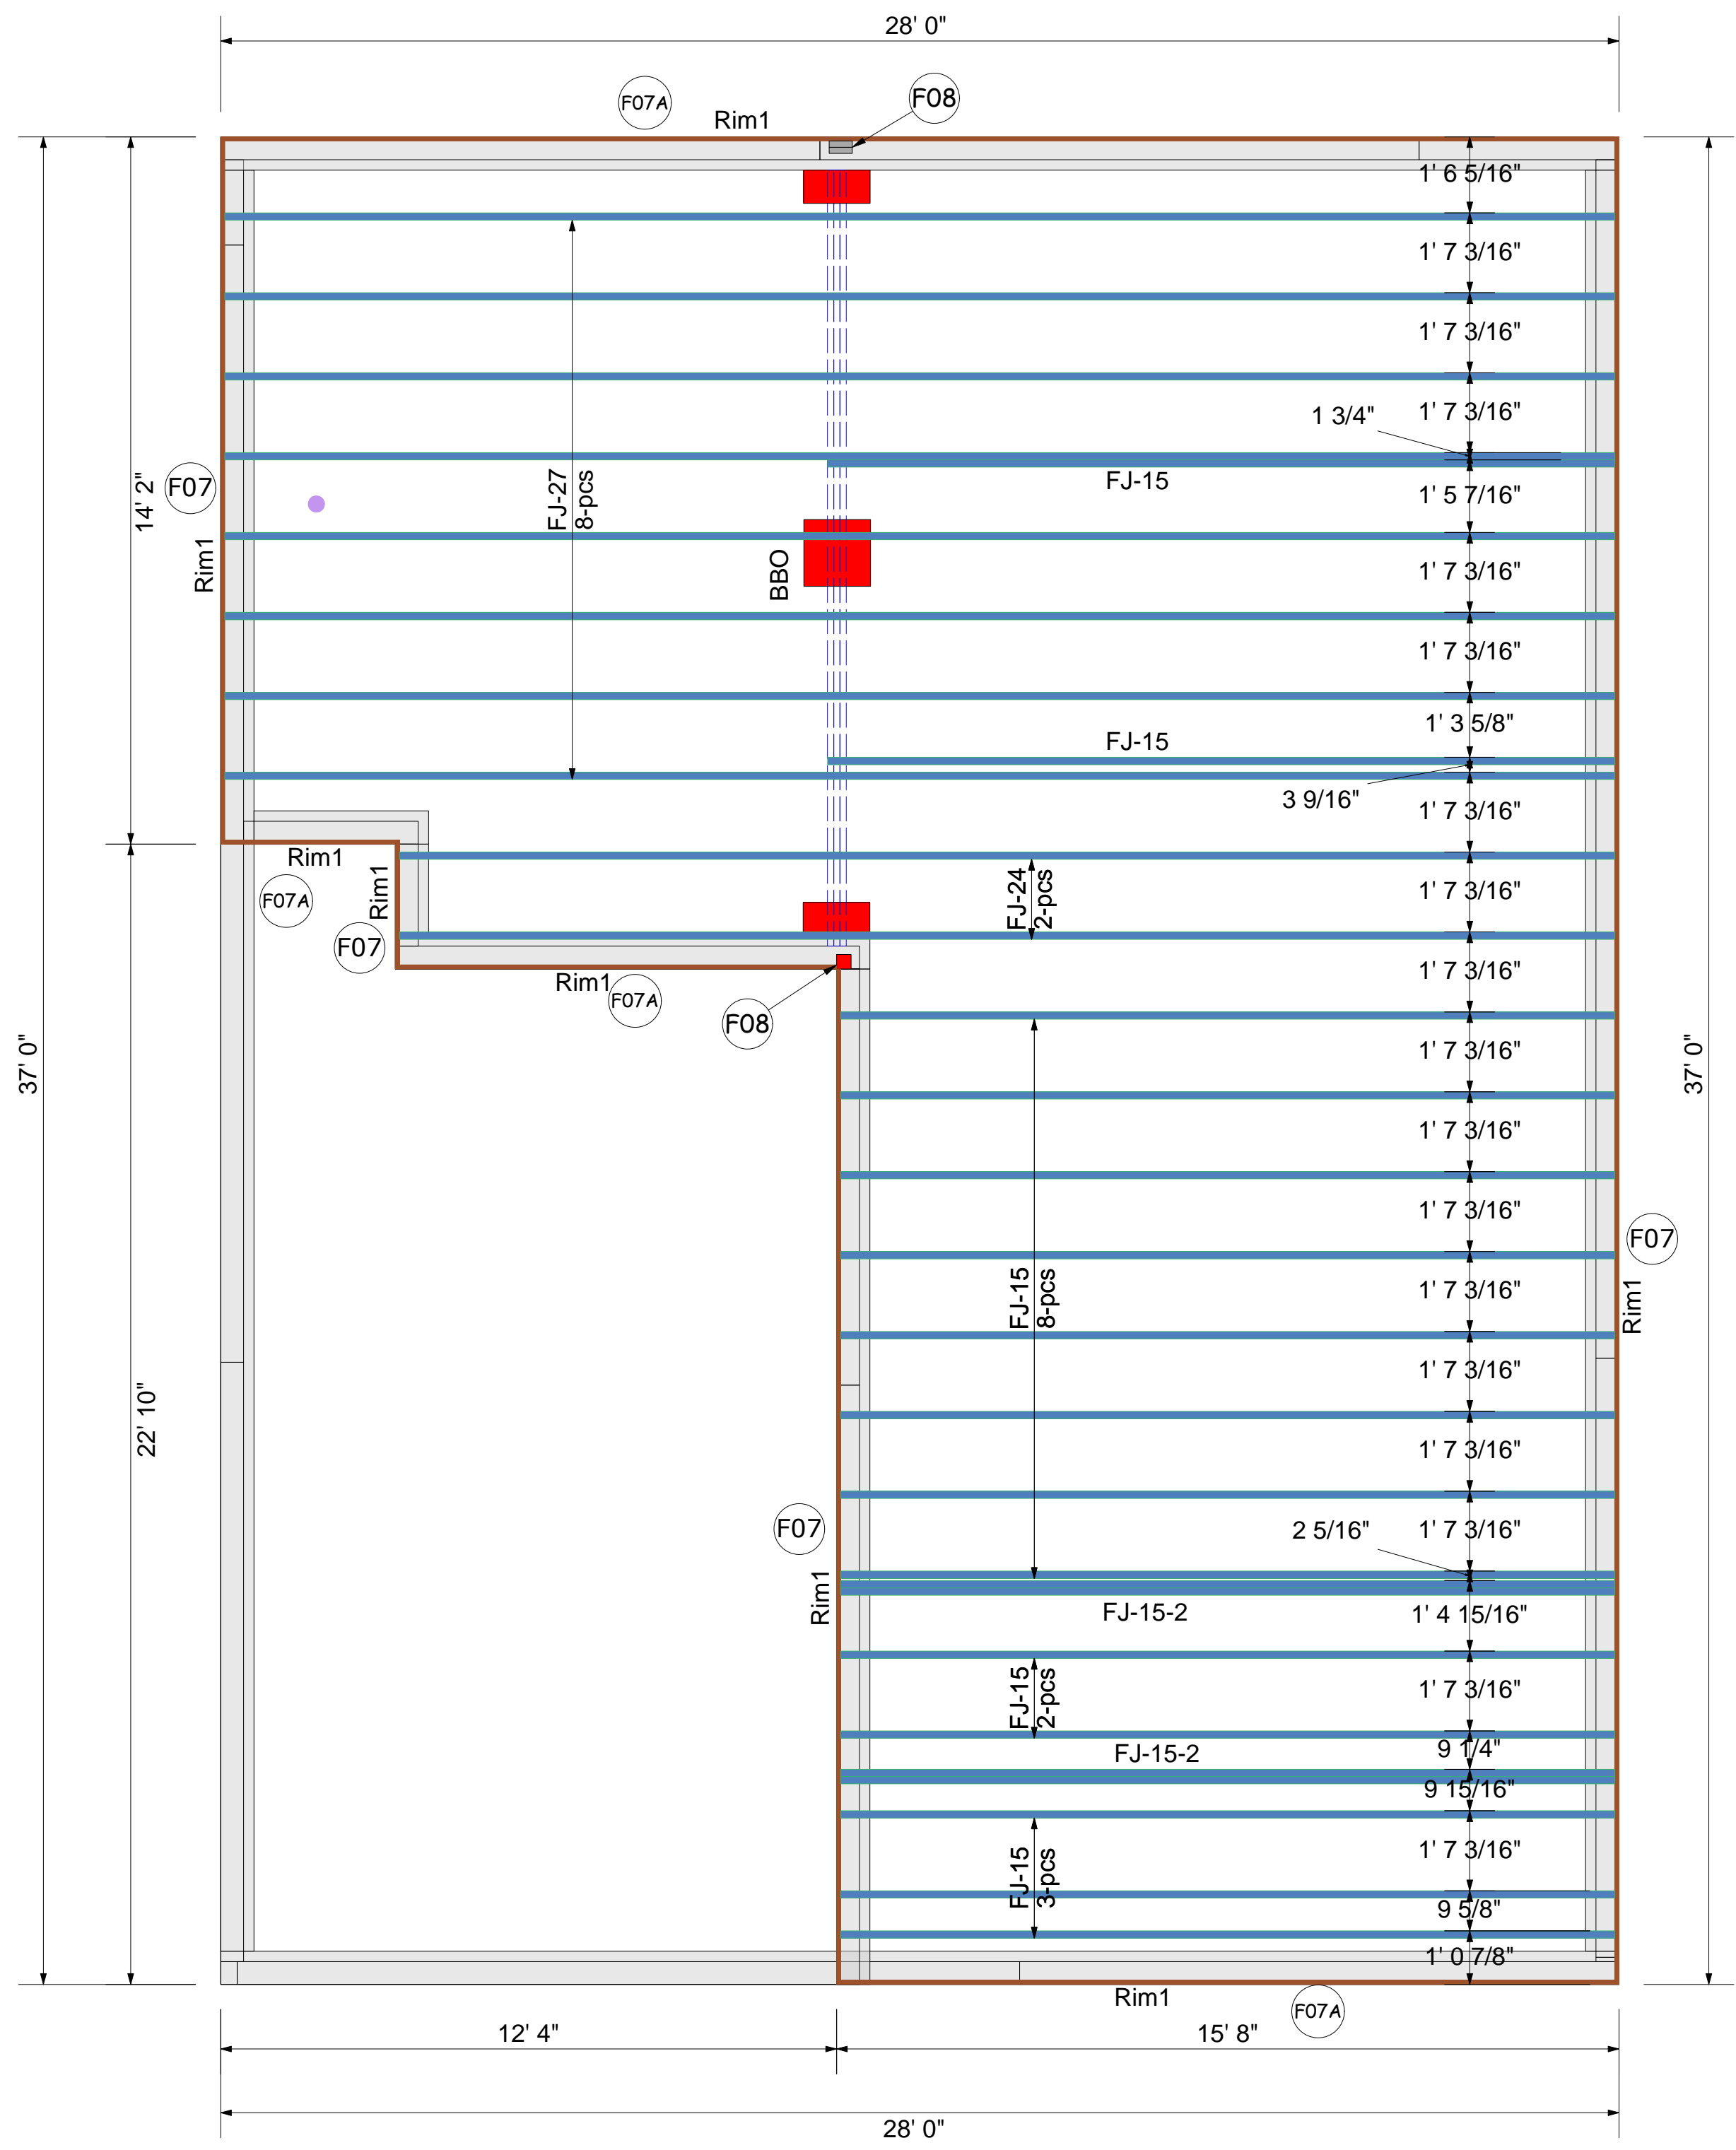 28' 0"
F07A
F08
Rim1
1' 6 5/16"
1' 7 3/16"
1' 7 3/16"
1' 7 3/16"
1 3/4"
FJ-15
1' 5 7/16"
14' 2"
F07
Rim1
FJ-27
8-pcs
BBO
1' 7 3/16"
1' 7 3/16"
1' 3 5/8"
FJ-15
3 9/16"
1' 7 3/16"
Rim1
F07A
Rim1
F07
FJ-24
2-pcs
1' 7 3/16"
Rim1
F07A
F08
1' 7 3/16"
37' 0"
37' 0"
1' 7 3/16"
1' 7 3/16"
1' 7 3/16"
F07
Rim1
FJ-15
8-pcs
1' 7 3/16"
1' 7 3/16"
22' 10"
1' 7 3/16"
F07
Rim1
2 5/16"
1' 7 3/16"
FJ-15-2
1' 4 15/16"
FJ-15
2-pcs
1' 7 3/16"
FJ-15-2
9 1/4"
9 15/16"
FJ-15
3-pcs
1' 7 3/16"
9 5/8"
1' 0 7/8"
Rim1
F07A
12' 4"
15' 8"
28' 0"